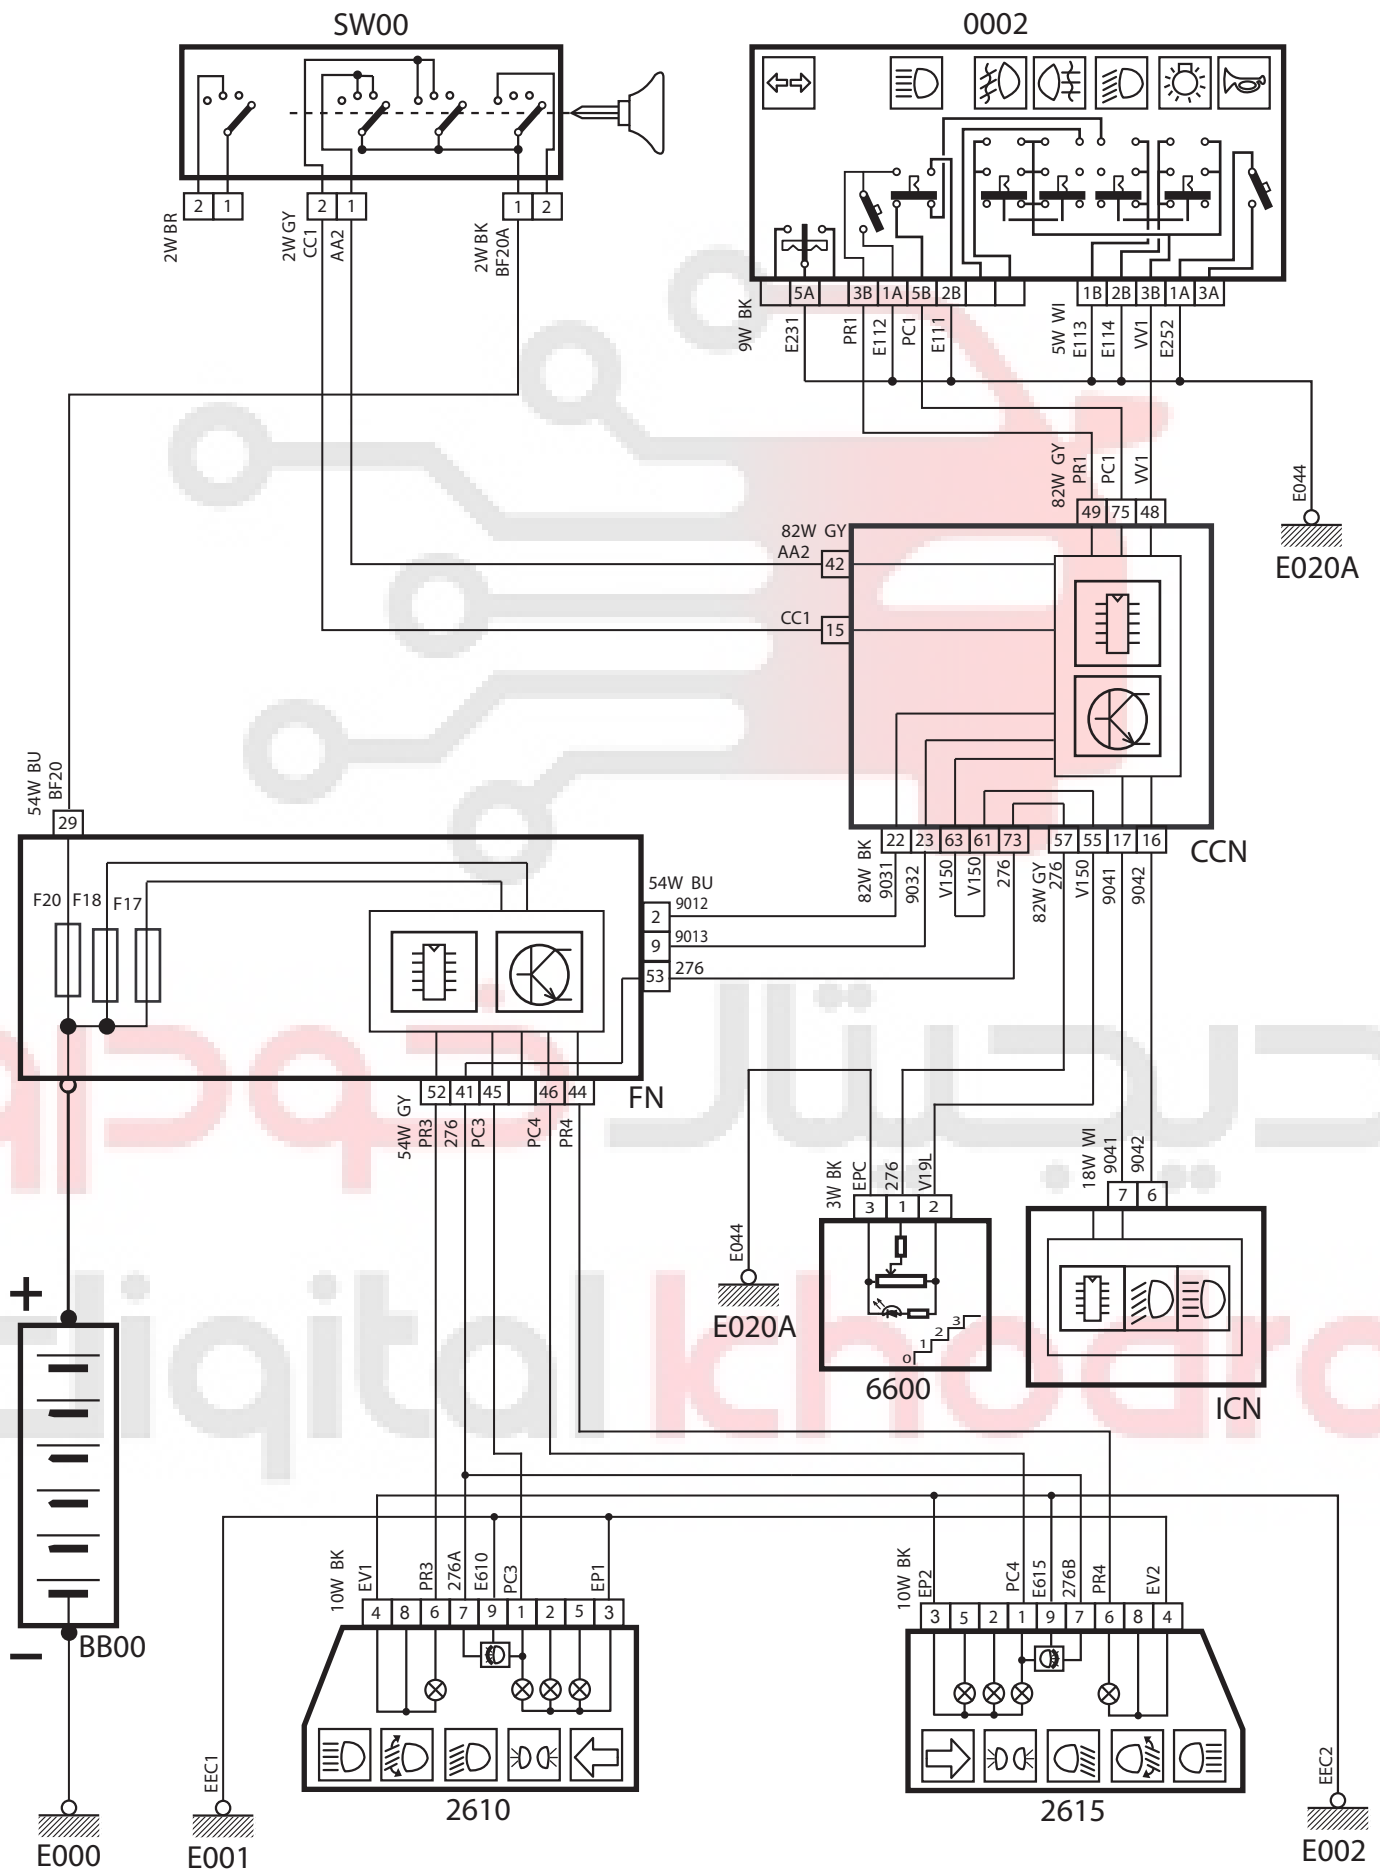 SW00
0002
2 1
2 1
1 2
2W BR
2W GY
CC1
AA2
2W BK
BF20A
5A 3B 1A 5B 2B
1B 2B 3B 1A 3A
9W BK
E231
PR1
E112
PC1
E111
5W WI
E113
E114
VV1
E252
82W GY
PR1
PC1
VV1
E044
49 75 48
E020A
82W GY
AA2
42
CC1
15
54W BU
BF20
29
22 23 63 61 73 57 55 17 16
CCN
82W BK
9031
9032
V150
V150
276
82W GY
276
V150
9041
9042
F20 F18 F17
54W BU
2 9012
9 9013
53 276
دیجیتال خودرو
52 41 45 46 44
FN
54W GY
PR3
276
PC3
PC4
PR4
3W BK
EPC
276
V19L
18W WI
9041
9042
3 1 2
7 6
E044
E020A
0 1 2 3
6600
ICN
digitalkhodro
+
−
BB00
10W BK
EV1
PR3
276A
E610
PC3
EP1
4 8 6 7 9 1 2 5 3
10W BK
EP2
PC4
E615
276B
PR4
EV2
3 5 2 1 9 7 6 8 4
EEC1
EEC2
2610
2615
E000
E001
E002